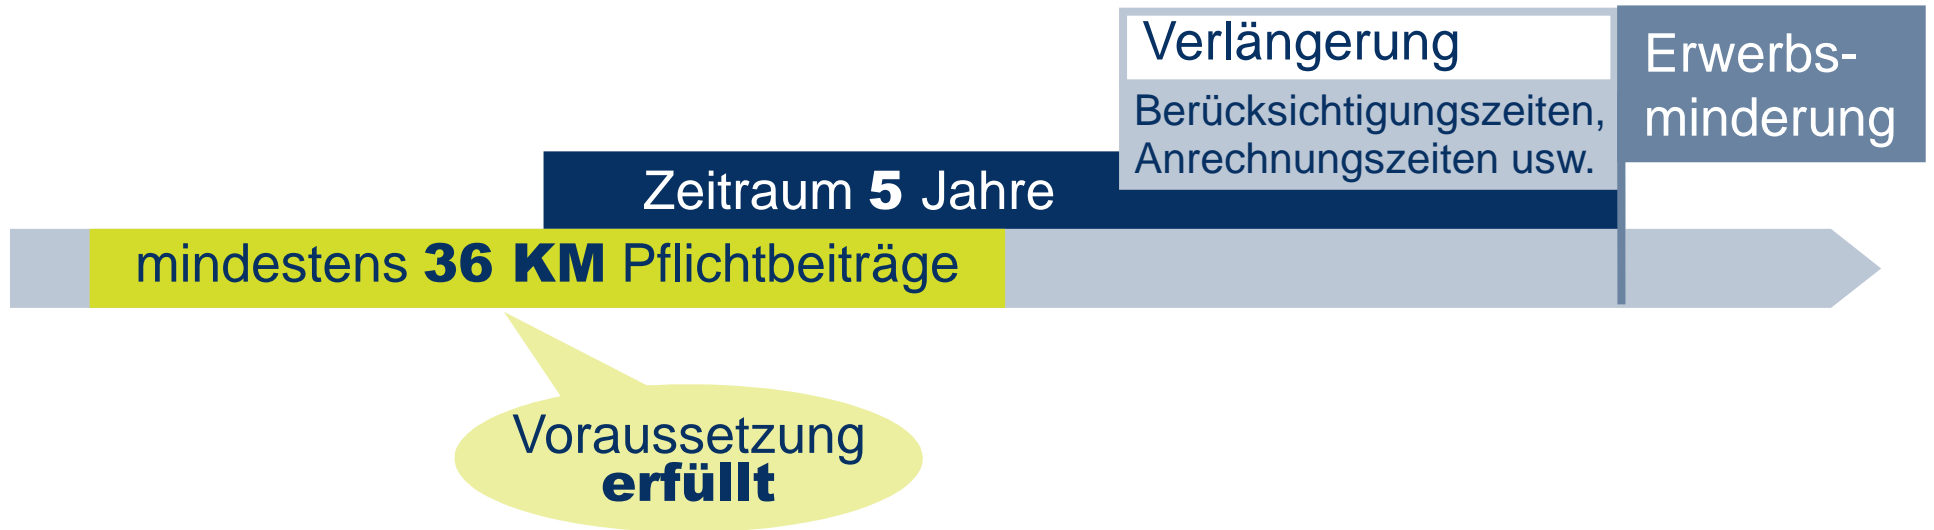 Verlängerung
Berücksichtigungszeiten,
Anrechnungszeiten usw.
Erwerbs-
minderung
Zeitraum 5 Jahre
mindestens 36 KM Pflichtbeiträge
Voraussetzung
erfüllt